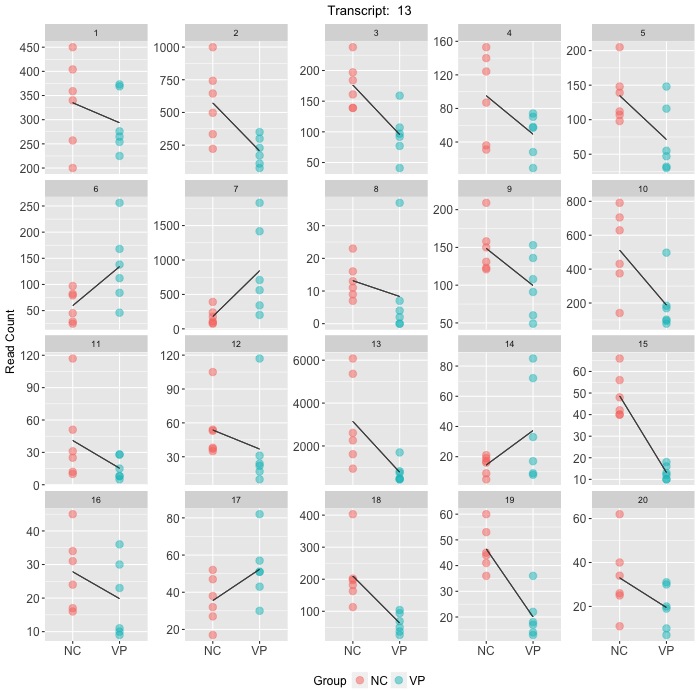 Transcript: 13
1 2 3 4 5
450 400 350 300 250 200
1000 750 500 250
200 150 100 50
160 120 80 40
200 150 100 50
6 7 8 9 10
250 200 150 100 50
1500 1000 500 0
30 20 10 0
200 150 100 50
800 600 400 200
Read Count
11 12 13 14 15
120 90 60 30 0
120 90 60 30
6000 4000 2000
80 60 40 20
60 50 40 30 20 10
16 17 18 19 20
40 30 20 10
80 60 40 20
400 300 200 100
60 50 40 30 20
60 40 20
NC VP NC VP NC VP NC VP NC VP
Group NC VP